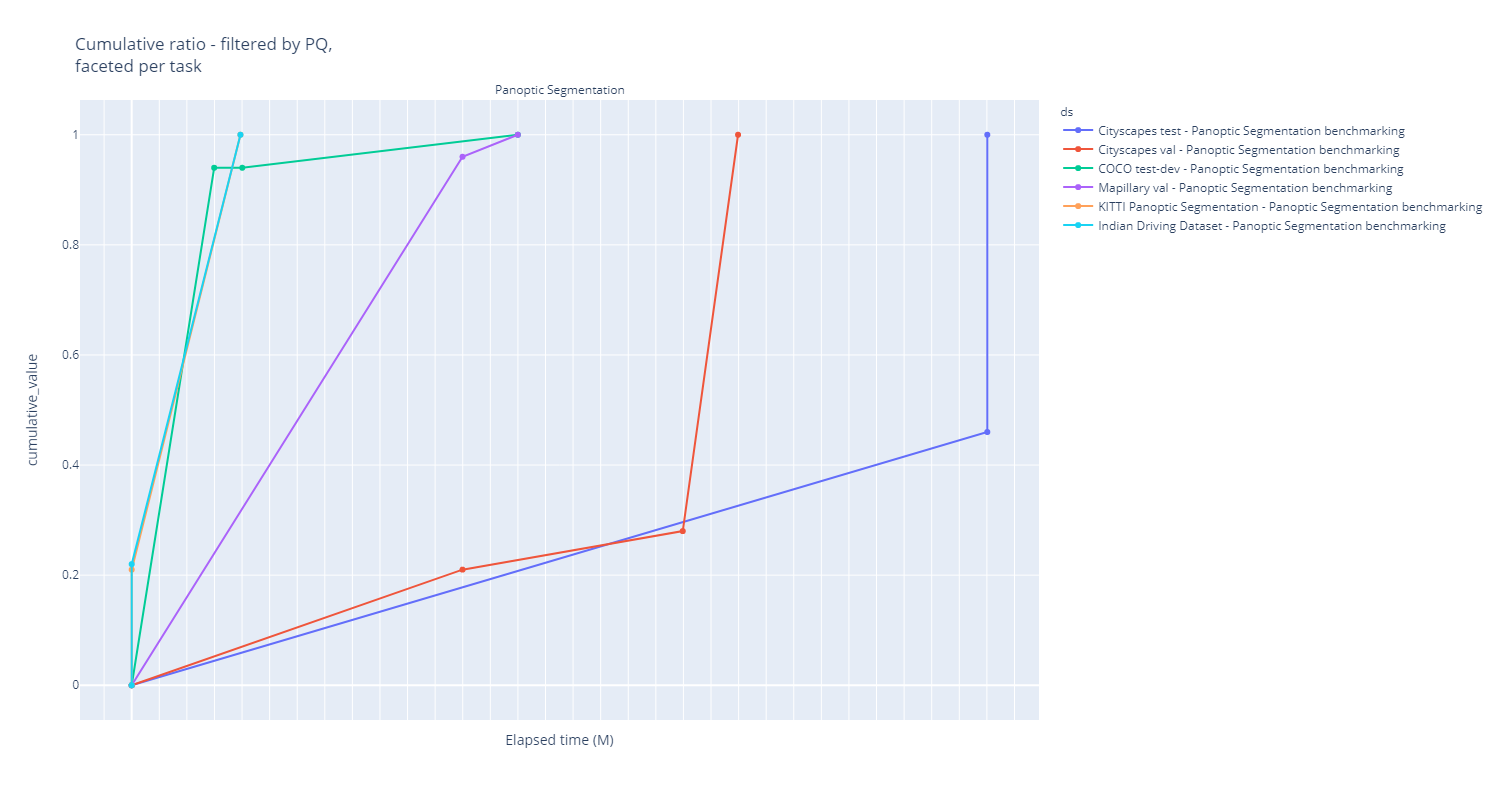 Cumulative ratio - filtered by PQ,
faceted per task
Panoptic Segmentation
ds
Cityscapes test - Panoptic Segmentation benchmarking
Cityscapes val - Panoptic Segmentation benchmarking
COCO test-dev - Panoptic Segmentation benchmarking
Mapillary val - Panoptic Segmentation benchmarking
KITTI Panoptic Segmentation - Panoptic Segmentation benchmarking
Indian Driving Dataset - Panoptic Segmentation benchmarking
1
0.8
0.6
0.4
0.2
0
cumulative_value
Elapsed time (M)